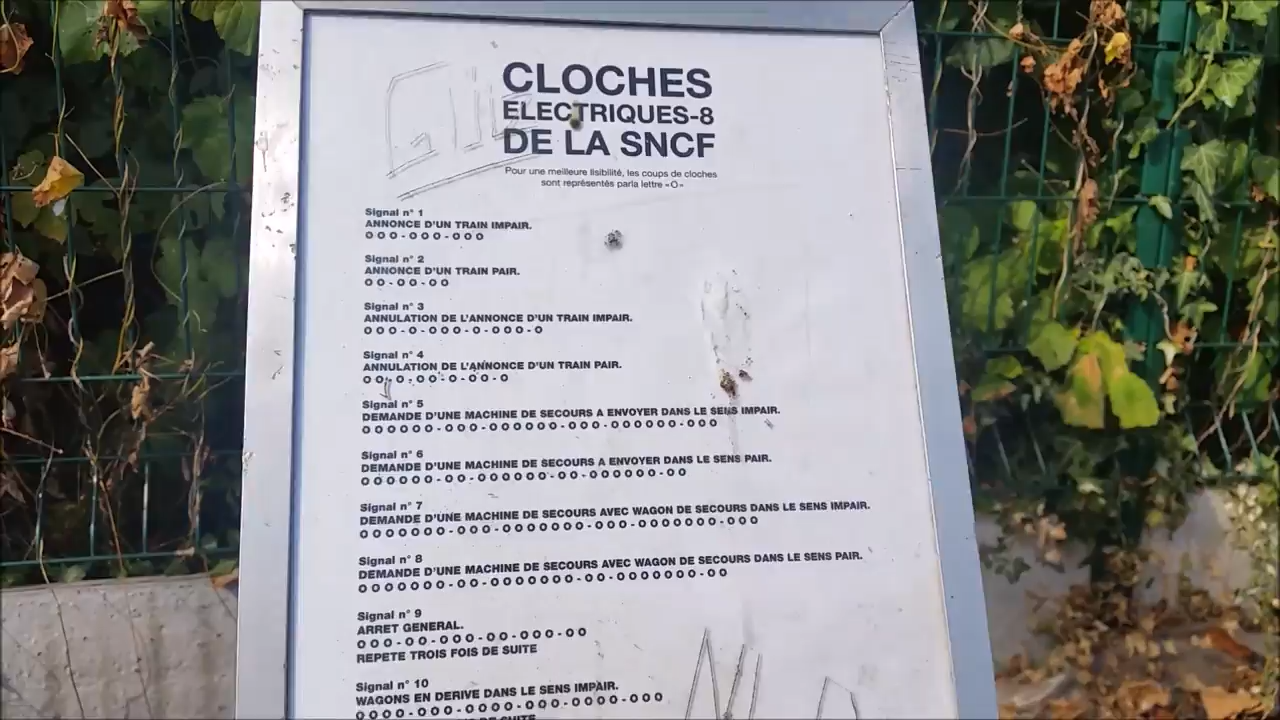 CLOCHES
ELECTRIQUES-8
DE LA SNCF
Pour une meilleure lisibilité, les coups de cloches
sont représentés parla lettre «O»
Signal n° 1
ANNONCE D'UN TRAIN IMPAIR.
O O O - O O O - O O O
Signal n° 2
ANNONCE D'UN TRAIN PAIR.
O O - O O - O O
Signal n° 3
ANNULATION DE L'ANNONCE D'UN TRAIN IMPAIR.
O O O - O - O O O - O - O O O - O
Signal n° 4
ANNULATION DE L'ANNONCE D'UN TRAIN PAIR.
O O - O - O O - O - O O - O
Signal n° 5
DEMANDE D'UNE MACHINE DE SECOURS A ENVOYER DANS LE SENS IMPAIR.
O O O O O O - O O O - O O O O O O - O O O - O O O O O O - O O O
Signal n° 6
DEMANDE D'UNE MACHINE DE SECOURS A ENVOYER DANS LE SENS PAIR.
O O O O O O - O O - O O O O O O - O O - O O O O O O - O O
Signal n° 7
DEMANDE D'UNE MACHINE DE SECOURS AVEC WAGON DE SECOURS DANS LE SENS IMPAIR.
O O O O O O O - O O O - O O O O O O O - O O O - O O O O O O O - O O O
Signal n° 8
DEMANDE D'UNE MACHINE DE SECOURS AVEC WAGON DE SECOURS DANS LE SENS PAIR.
O O O O O O O - O O - O O O O O O O - O O - O O O O O O O - O O
Signal n° 9
ARRET GENERAL.
O O O - O O - O O O - O O - O O O - O O
REPETE TROIS FOIS DE SUITE
Signal n° 10
WAGONS EN DERIVE DANS LE SENS IMPAIR.
O O O O - O O O - O O O O - O O O - O O O O - O O O
DE SUITE